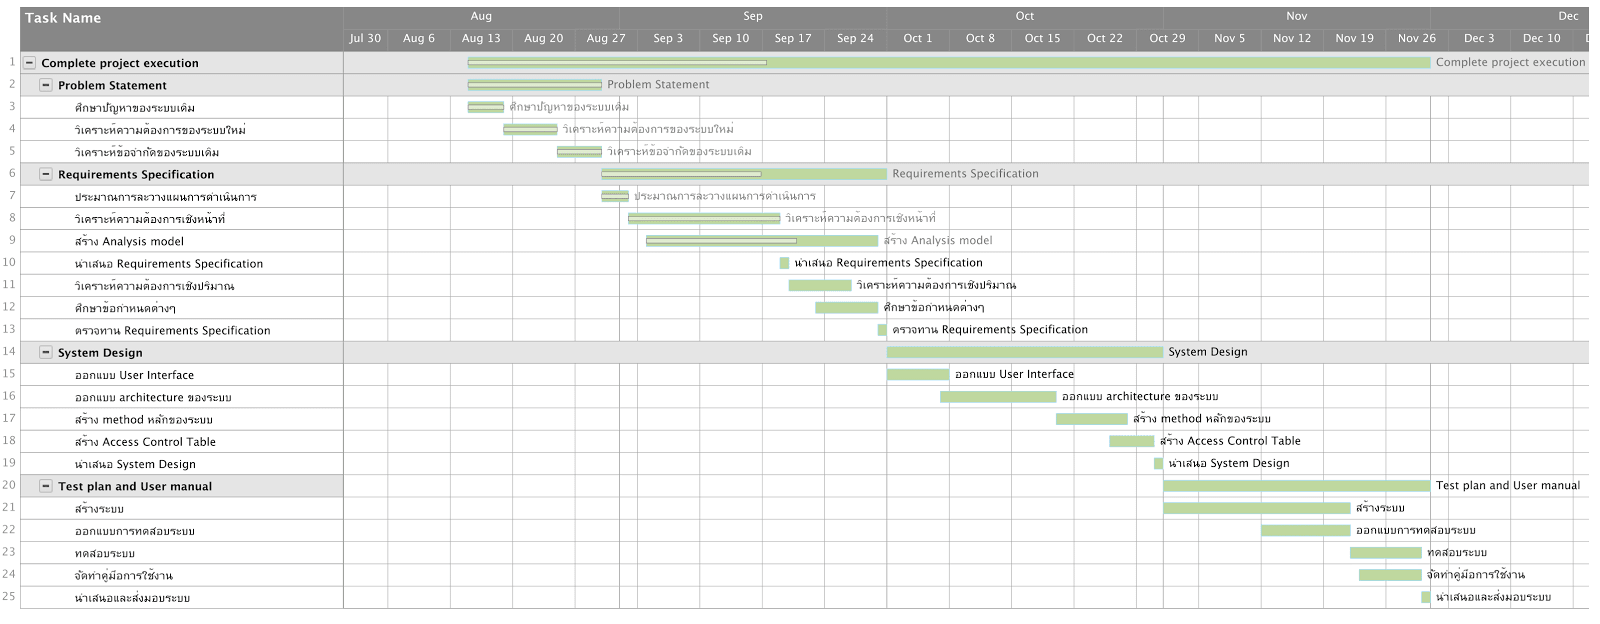 Task Name
Aug Sep Oct Nov Dec
Jul 30 Aug 6 Aug 13 Aug 20 Aug 27 Sep 3 Sep 10 Sep 17 Sep 24 Oct 1 Oct 8 Oct 15 Oct 22 Oct 29 Nov 5 Nov 12 Nov 19 Nov 26 Dec 3 Dec 10
1 Complete project execution Complete project execution
2 Problem Statement Problem Statement
3 ศึกษาปัญหาของระบบเดิม ศึกษาปัญหาของระบบเดิม
4 วิเคราะห์ความต้องการของระบบใหม่ วิเคราะห์ความต้องการของระบบใหม่
5 วิเคราะห์ข้อจำกัดของระบบเดิม วิเคราะห์ข้อจำกัดของระบบเดิม
6 Requirements Specification Requirements Specification
7 ประมาณการละวางแผนการดำเนินการ ประมาณการละวางแผนการดำเนินการ
8 วิเคราะห์ความต้องการเชิงหน้าที่ วิเคราะห์ความต้องการเชิงหน้าที่
9 สร้าง Analysis model สร้าง Analysis model
10 นำเสนอ Requirements Specification นำเสนอ Requirements Specification
11 วิเคราะห์ความต้องการเชิงปริมาณ วิเคราะห์ความต้องการเชิงปริมาณ
12 ศึกษาข้อกำหนดต่างๆ ศึกษาข้อกำหนดต่างๆ
13 ตรวจทาน Requirements Specification ตรวจทาน Requirements Specification
14 System Design System Design
15 ออกแบบ User Interface ออกแบบ User Interface
16 ออกแบบ architecture ของระบบ ออกแบบ architecture ของระบบ
17 สร้าง method หลักของระบบ สร้าง method หลักของระบบ
18 สร้าง Access Control Table สร้าง Access Control Table
19 นำเสนอ System Design นำเสนอ System Design
20 Test plan and User manual Test plan and User manual
21 สร้างระบบ สร้างระบบ
22 ออกแบบการทดสอบระบบ ออกแบบการทดสอบระบบ
23 ทดสอบระบบ ทดสอบระบบ
24 จัดทำคู่มือการใช้งาน จัดทำคู่มือการใช้งาน
25 นำเสนอและส่งมอบระบบ นำเสนอและส่งมอบระบบ